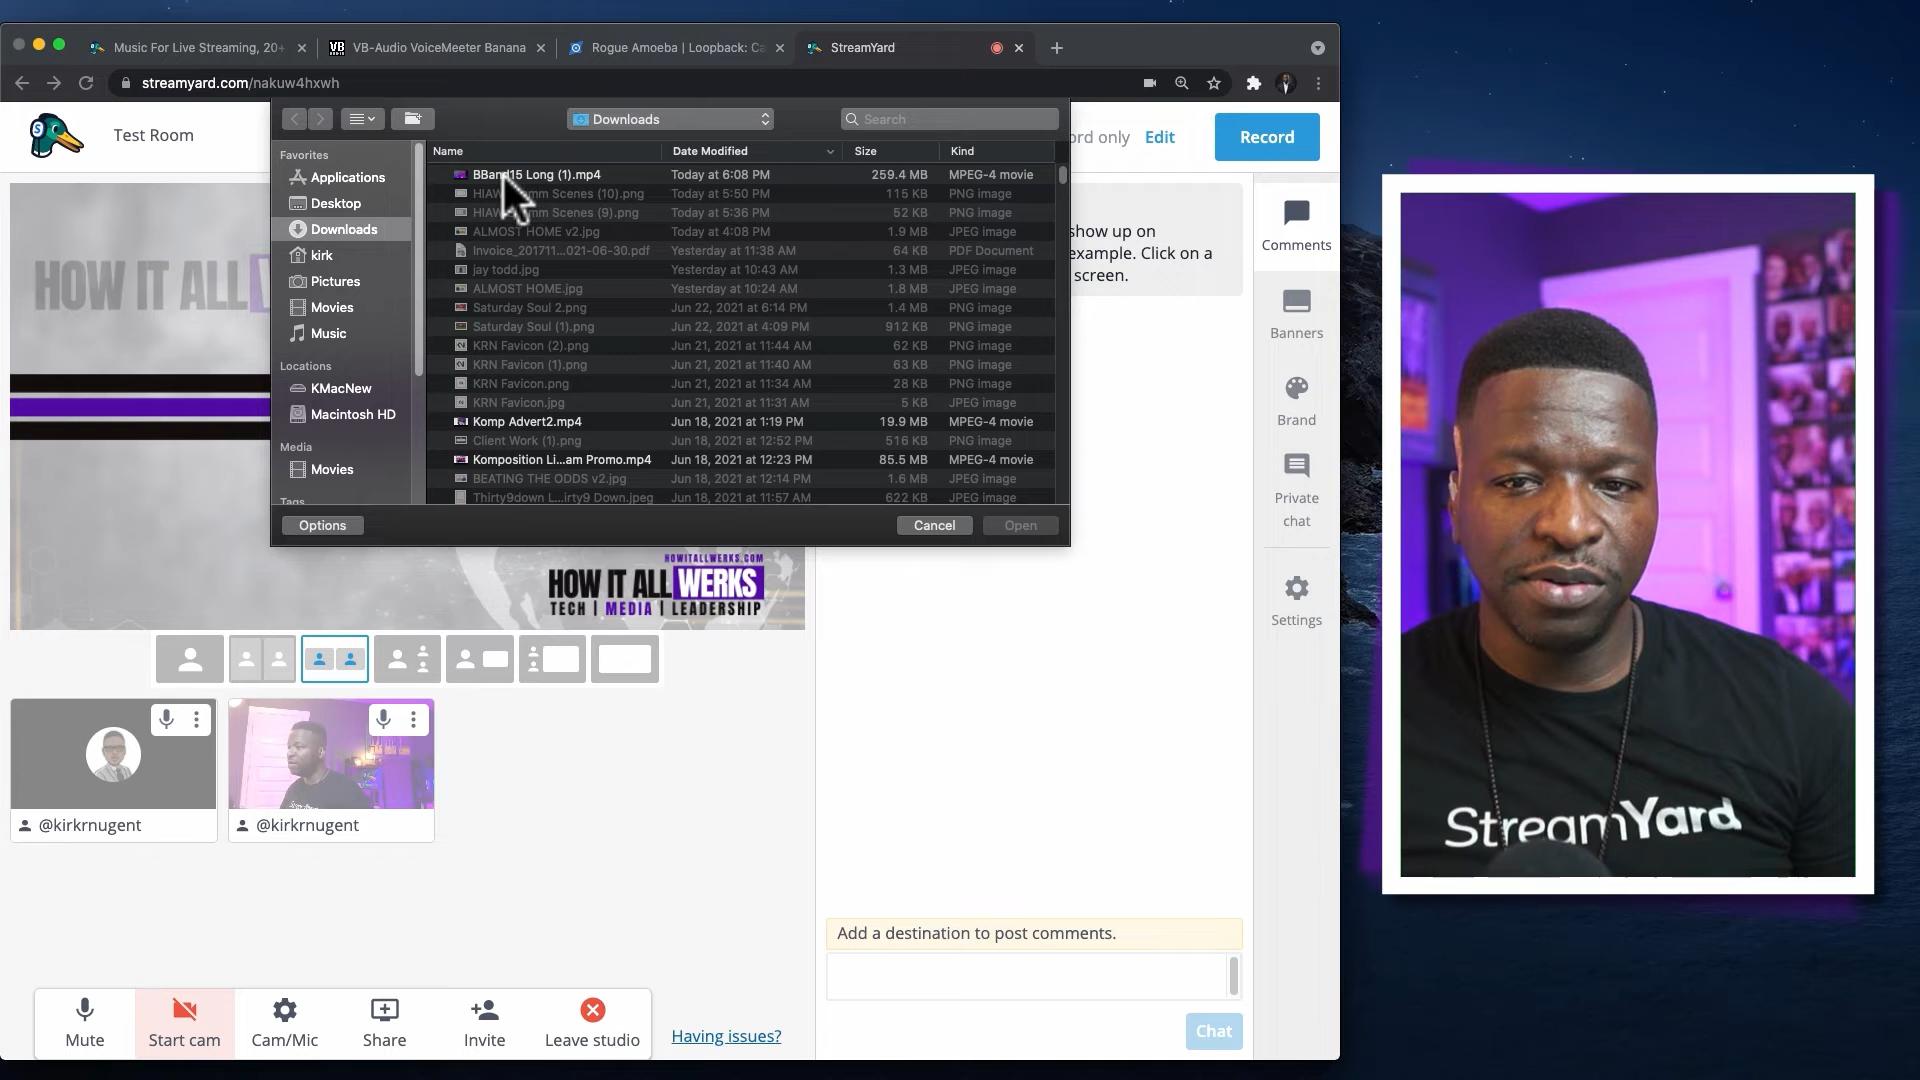 Music For Live Streaming, 20+
VB-Audio VoiceMeeter Banana
Rogue Amoeba | Loopback: Ca
StreamYard
streamyard.com/nakuw4hxwh
Test Room
Downloads
Search
ord only
Edit
Record
Favorites
Applications
Desktop
Downloads
kirk
Pictures
Movies
Music
Locations
KMacNew
Macintosh HD
Media
Movies
Tags
Name Date Modified Size Kind
BBand15 Long (1).mp4 Today at 6:08 PM 259.4 MB MPEG-4 movie
HIAW mm Scenes (10).png Today at 5:50 PM 115 KB PNG image
HIAW mm Scenes (9).png Today at 5:36 PM 52 KB PNG image
ALMOST HOME v2.jpg Today at 4:08 PM 1.9 MB JPEG image
Invoice_201711...021-06-30.pdf Yesterday at 11:38 AM 64 KB PDF Document
jay todd.jpg Yesterday at 10:43 AM 1.3 MB JPEG image
ALMOST HOME.jpg Yesterday at 10:24 AM 1.8 MB JPEG image
Saturday Soul 2.png Jun 22, 2021 at 6:14 PM 1.4 MB PNG image
Saturday Soul (1).png Jun 22, 2021 at 4:09 PM 912 KB PNG image
KRN Favicon (2).png Jun 21, 2021 at 11:44 AM 62 KB PNG image
KRN Favicon (1).png Jun 21, 2021 at 11:40 AM 63 KB PNG image
KRN Favicon.png Jun 21, 2021 at 11:34 AM 28 KB PNG image
KRN Favicon.jpg Jun 21, 2021 at 11:31 AM 5 KB JPEG image
Komp Advert2.mp4 Jun 18, 2021 at 1:19 PM 19.9 MB MPEG-4 movie
Client Work (1).png Jun 18, 2021 at 12:52 PM 516 KB PNG image
Komposition Li...am Promo.mp4 Jun 18, 2021 at 12:23 PM 85.5 MB MPEG-4 movie
BEATING THE ODDS v2.jpg Jun 18, 2021 at 12:14 PM 1.6 MB JPEG image
Thirty9down L...irty9 Down.jpeg Jun 18, 2021 at 11:57 AM 622 KB JPEG image
Options
Cancel
Open
show up on
example. Click on a
screen.
Comments
Banners
Brand
Private
chat
Settings
HOW IT ALL
HOWITALLWERKS.COM
HOW IT ALL WERKS
TECH | MEDIA | LEADERSHIP
@kirkrnugent
@kirkrnugent
Add a destination to post comments.
Chat
Mute
Start cam
Cam/Mic
Share
Invite
Leave studio
Having issues?
StreamYard